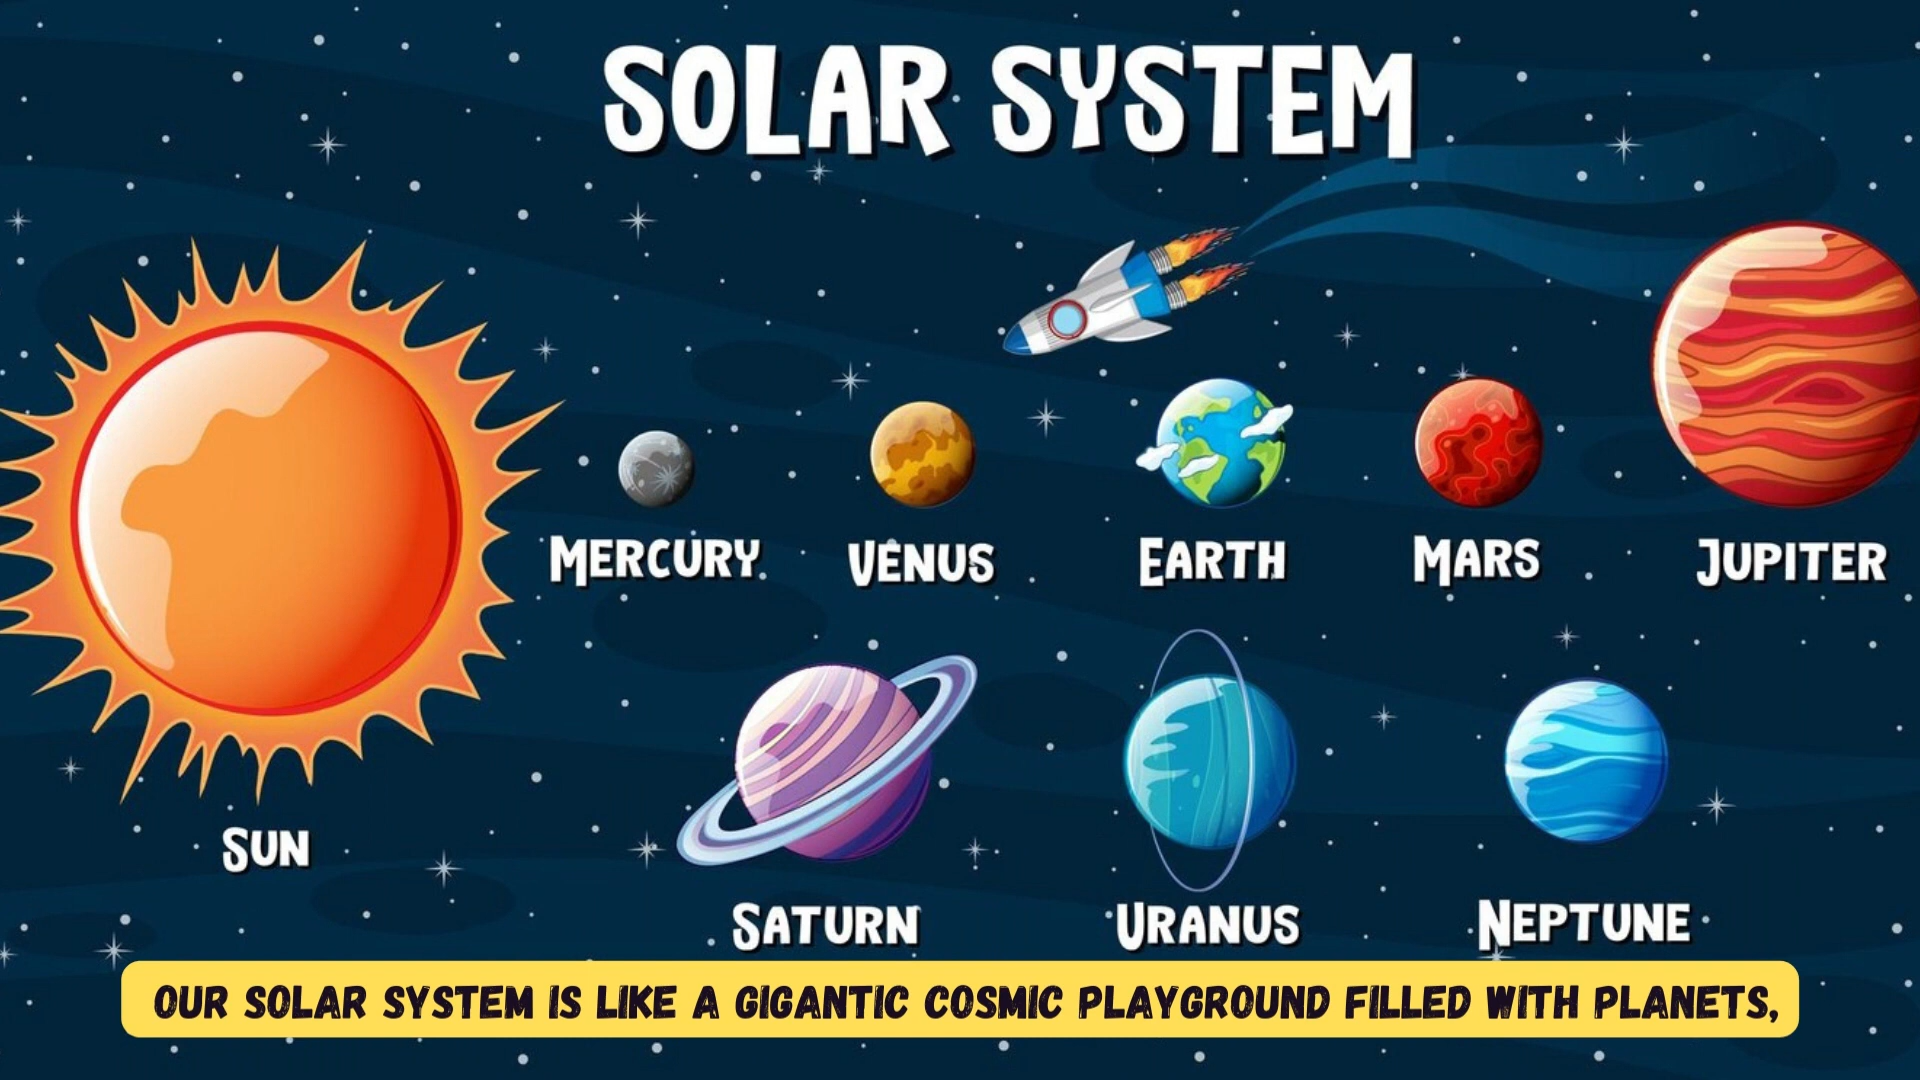 SOLAR SYSTEM
MERCURY
VENUS
EARTH
MARS
JUPITER
SUN
SATURN
URANUS
NEPTUNE
OUR SOLAR SYSTEM IS LIKE A GIGANTIC COSMIC PLAYGROUND FILLED WITH PLANETS,